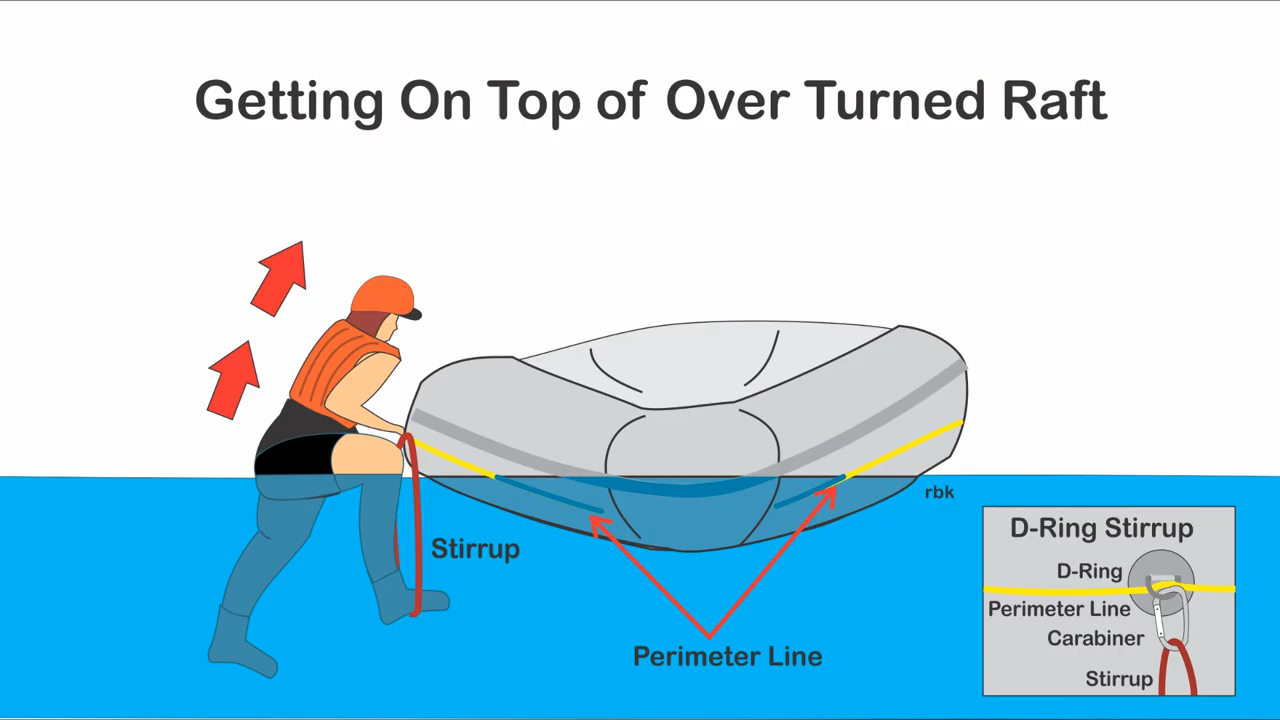 Getting On Top of Over Turned Raft
rbk
Stirrup
Perimeter Line
D-Ring Stirrup
D-Ring
Perimeter Line
Carabiner
Stirrup